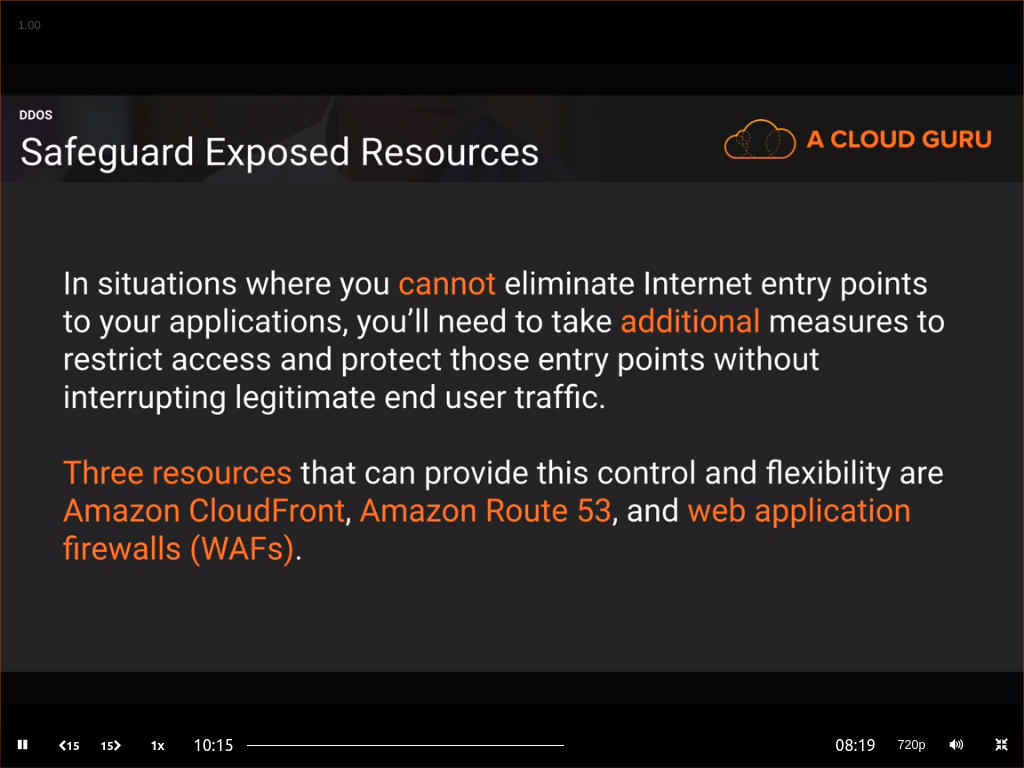 1.00
DDOS
Safeguard Exposed Resources
A CLOUD GURU
In situations where you cannot eliminate Internet entry points
to your applications, you’ll need to take additional measures to
restrict access and protect those entry points without
interrupting legitimate end user traffic.
Three resources that can provide this control and flexibility are
Amazon CloudFront, Amazon Route 53, and web application
firewalls (WAFs).
15 15 1x 10:15 08:19 720p